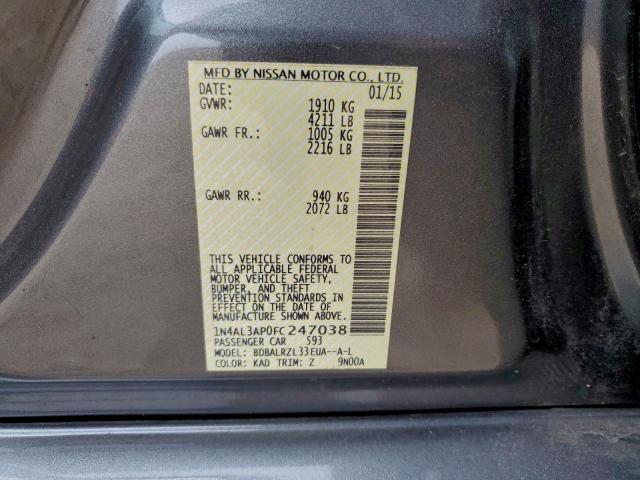 MFD BY NISSAN MOTOR CO., LTD.
DATE: 01/15
GVWR: 1910 KG
4211 LB
GAWR FR.: 1005 KG
2216 LB
GAWR RR.: 940 KG
2072 LB
THIS VEHICLE CONFORMS TO
ALL APPLICABLE FEDERAL
MOTOR VEHICLE SAFETY,
BUMPER, AND THEFT
PREVENTION STANDARDS IN
EFFECT ON THE DATE OF
MANUFACTURE SHOWN ABOVE.
1N4AL3AP0FC247038
PASSENGER CAR 593
MODEL: BDBALRZL33EUA--A-L
COLOR: KAD TRIM: Z 9N00A